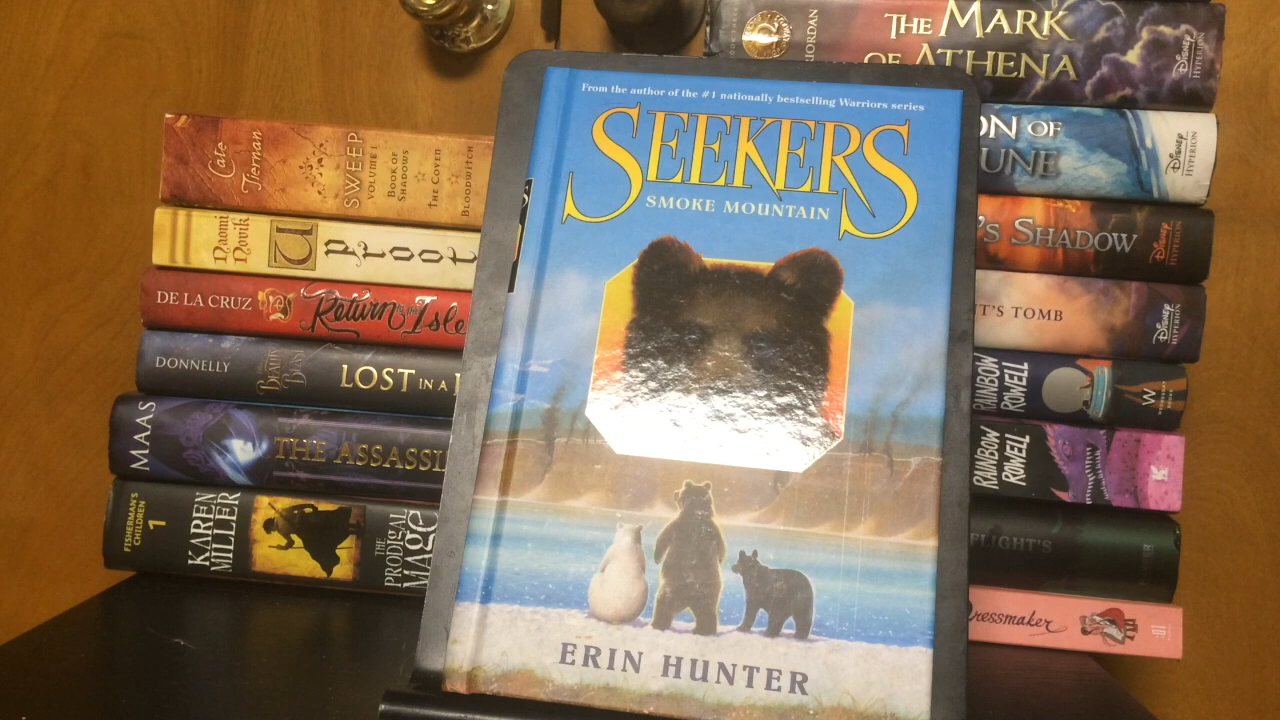 From the author of the #1 nationally bestselling Warriors series
SEEKERS
SMOKE MOUNTAIN
ERIN HUNTER
Cate Tiernan
SWEEP
VOLUME I
BOOK OF SHADOWS
THE COVEN
BLOODWITCH
Naomi Novik
Uproot
DE LA CRUZ
Return to the Isle
DONNELLY
BEAUTY AND THE BEAST
LOST IN A
MAAS
THE ASSASSI
FISHERMAN'S CHILDREN
1
KAREN MILLER
THE PRODIGAL MAGE
RIORDAN
THE MARK
OF ATHENA
DISNEY HYPERION
ON OF
UNE
DISNEY HYPERION
'S SHADOW
DISNEY HYPERION
T'S TOMB
DISNEY HYPERION
RAINBOW ROWELL
W
RAINBOW ROWELL
K
FLIGHT'S
ressmaker